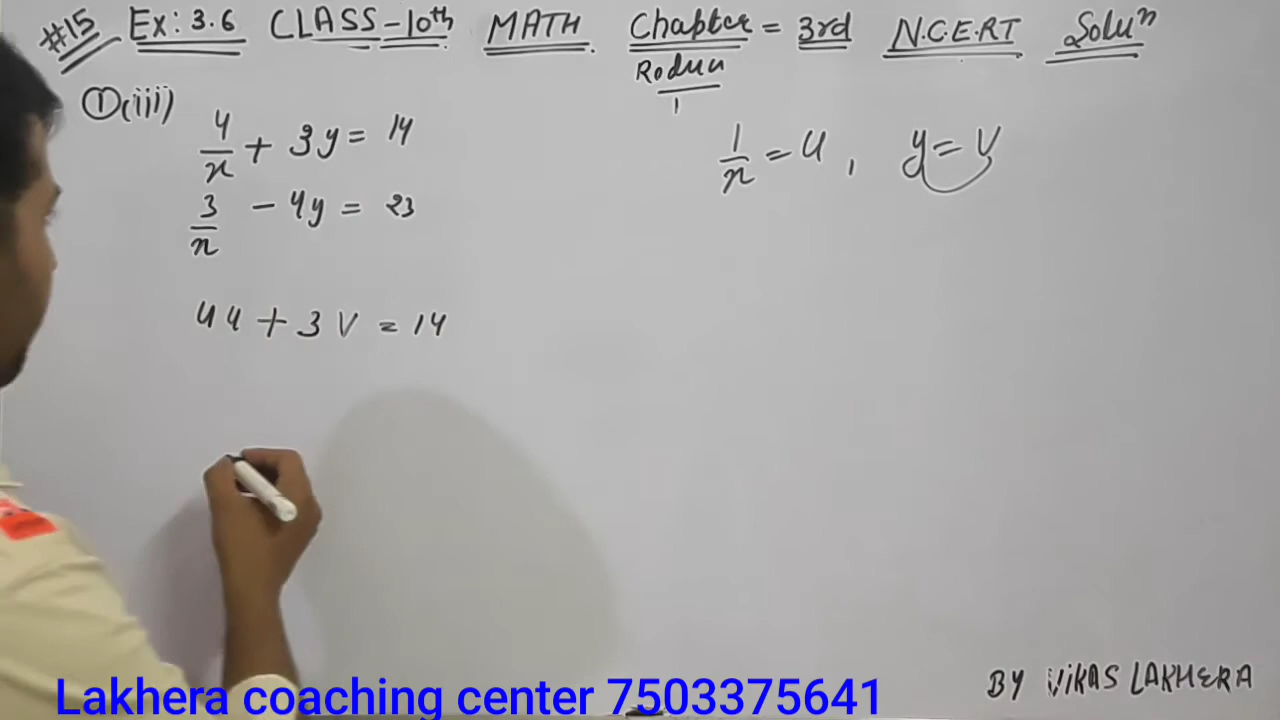 #15 Ex: 3.6 CLASS-10th MATH Chapter = 3rd N.C.E.RT Soluⁿ
①(iii)
4/x + 3y = 14
3/x - 4y = 23
1/x = u, y = v
4u + 3v = 14
BY VIKAS LAKHERA
Lakhera coaching center 7503375641